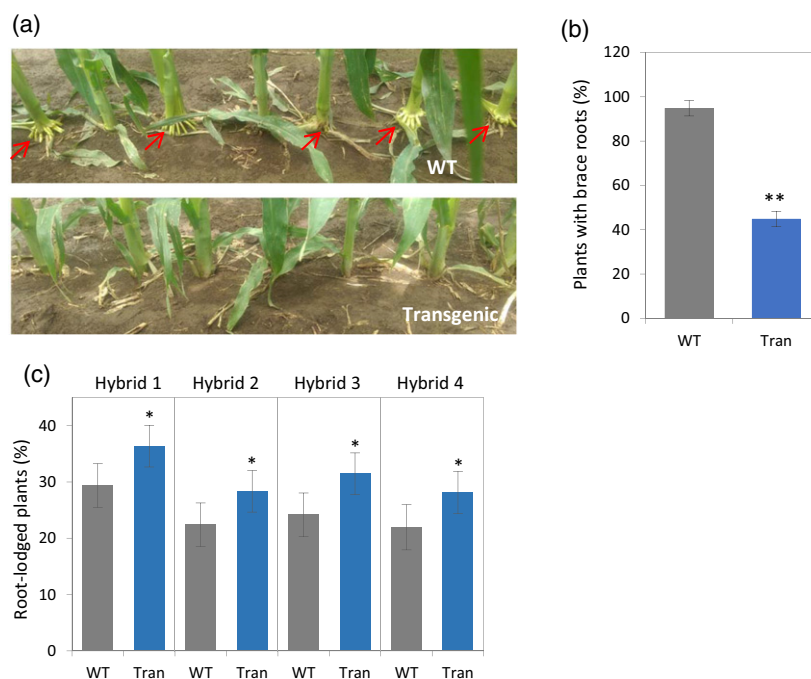 (a)
WT
Transgenic
(b)
Plants with brace roots (%)
120
100
80
60
40
20
0
**
WT Tran
(c)
Hybrid 1 Hybrid 2 Hybrid 3 Hybrid 4
Root-lodged plants (%)
40
30
20
10
0
* * * *
WT Tran WT Tran WT Tran WT Tran